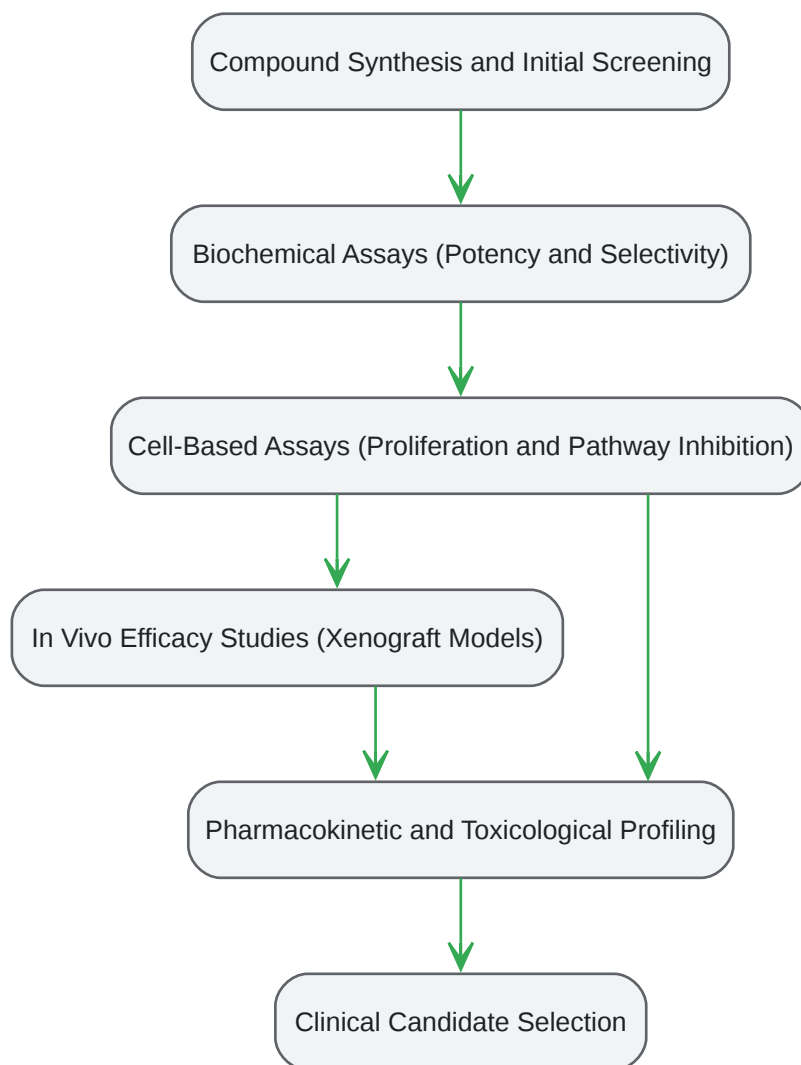 Compound Synthesis and Initial Screening
Biochemical Assays (Potency and Selectivity)
Cell-Based Assays (Proliferation and Pathway Inhibition)
In Vivo Efficacy Studies (Xenograft Models)
Pharmacokinetic and Toxicological Profiling
Clinical Candidate Selection